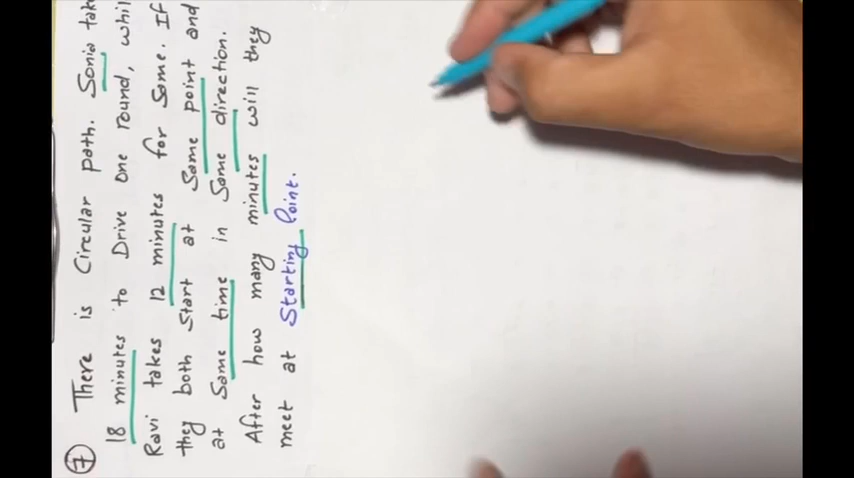 7 There is Circular path. Sonia
18 minutes to Drive one round,
Ravi takes 12 minutes for Same. If
they both Start at Same point and
at Same time in Same direction.
After how many minutes will they
meet at Starting Point.